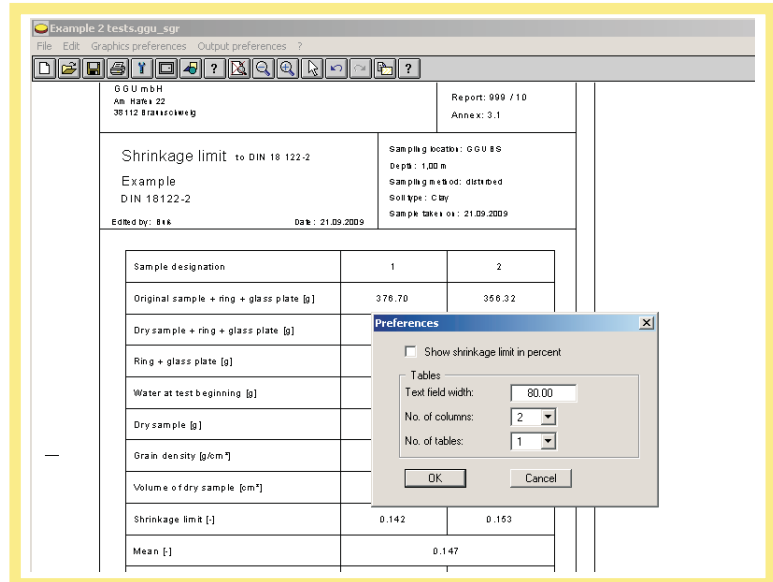 Example 2 tests.ggu_sgr
File Edit Graphics preferences Output preferences ?
GGU mbH
Am Hafen 22
38112 Braunschweig
Report: 999 / 10
Annex: 3.1
Shrinkage limit to DIN 18 122-2
Example
DIN 18122-2
Edited by: Buß Date: 21.09.2009
Sampling location: GGU BS
Depth: 1,00 m
Sampling method: disturbed
Soil type: Clay
Sample taken on: 21.09.2009
Sample designation 1 2
Original sample + ring + glass plate [g] 376.70 356.32
Dry sample + ring + glass plate [g]
Ring + glass plate [g]
Water at test beginning [g]
Dry sample [g]
Grain density [g/cm³]
Volume of dry sample [cm³]
Shrinkage limit [-] 0.142 0.153
Mean [-] 0.147
Preferences
Show shrinkage limit in percent
Tables
Text field width: 80.00
No. of columns: 2
No. of tables: 1
OK Cancel